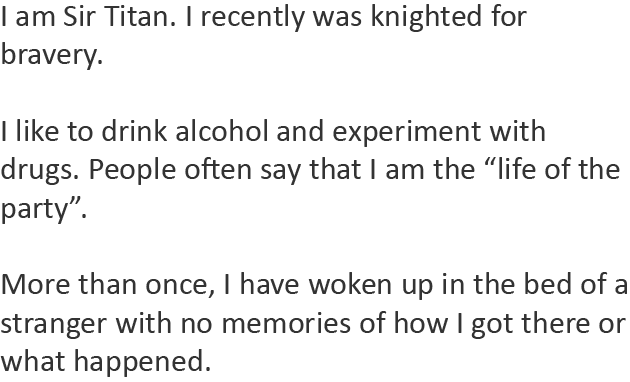 I am Sir Titan. I recently was knighted for
bravery.
I like to drink alcohol and experiment with
drugs. People often say that I am the “life of the
party”.
More than once, I have woken up in the bed of a
stranger with no memories of how I got there or
what happened.